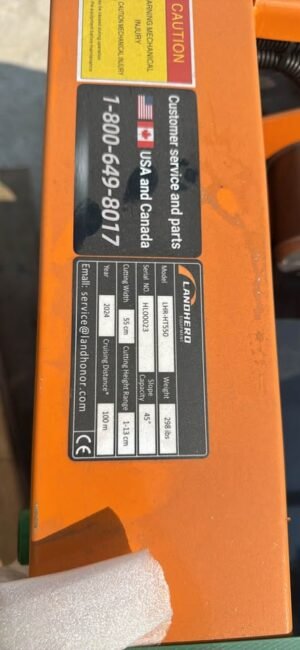 CAUTION
WARNING MECHANICAL
INJURY
CAUTION MECHANICAL INJURY
Customer service and parts
USA and Canada
1-800-649-8017
LANDHERO
Model LHR-HT550 Weight 298 lbs
Serial NO. HL00023 Slope Capacity 45°
Cutting Width 55 cm Cutting Height Range 1-13 cm
Year 2024 Cruising Distance* 100 m
Email: service@landhonor.com
CE